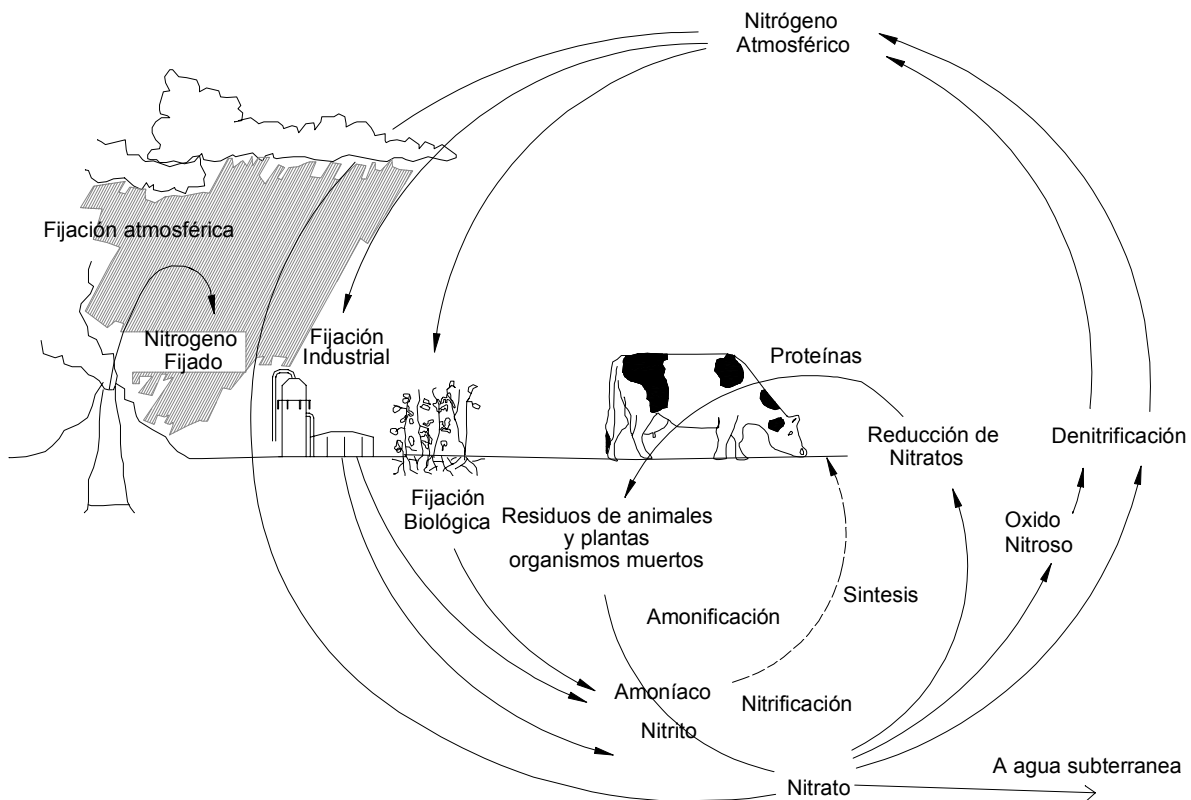 Nitrógeno
Atmosférico
Fijación atmosférica
Nitrogeno
Fijado
Fijación
Industrial
Proteínas
Reducción de
Nitratos
Denitrificación
Fijación
Biológica
Residuos de animales
y plantas
organismos muertos
Oxido
Nitroso
Amonificación
Sintesis
Amoníaco
Nitrificación
Nitrito
Nitrato
A agua subterranea